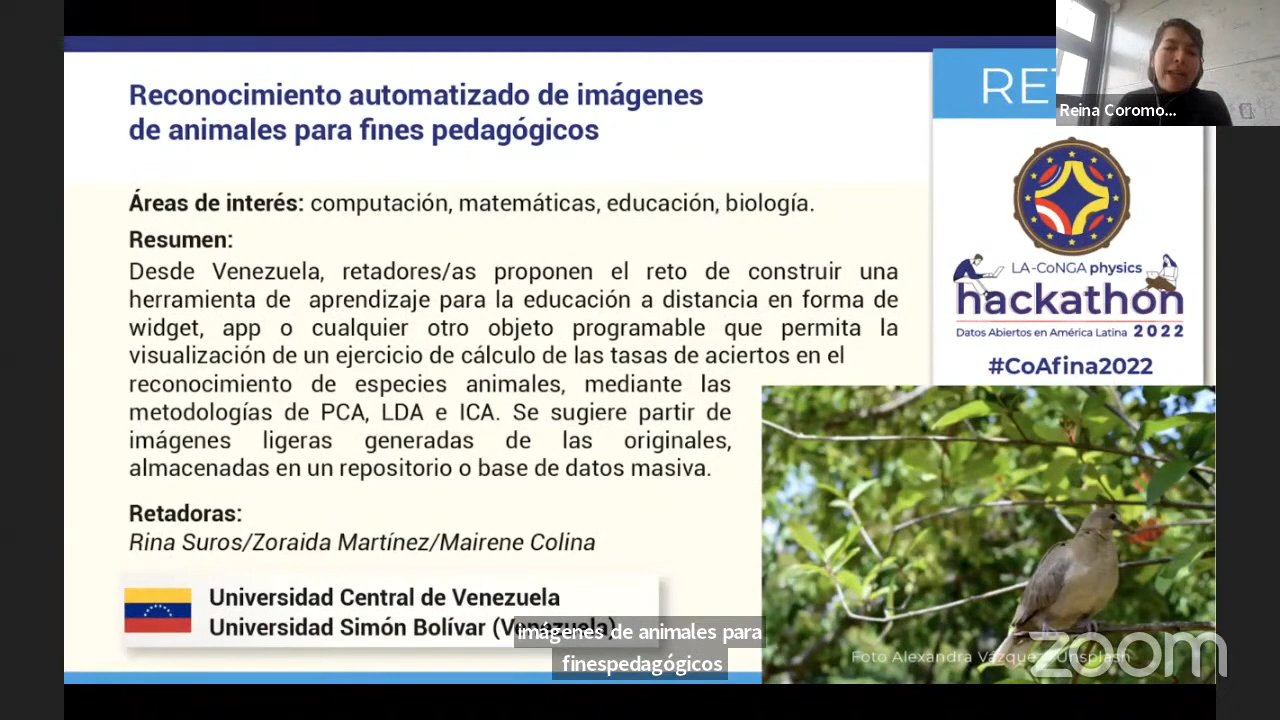 Reconocimiento automatizado de imágenes
de animales para fines pedagógicos
Áreas de interés: computación, matemáticas, educación, biología.
Resumen:
Desde Venezuela, retadores/as proponen el reto de construir una
herramienta de aprendizaje para la educación a distancia en forma de
widget, app o cualquier otro objeto programable que permita la
visualización de un ejercicio de cálculo de las tasas de aciertos en el
reconocimiento de especies animales, mediante las
metodologías de PCA, LDA e ICA. Se sugiere partir de
imágenes ligeras generadas de las originales,
almacenadas en un repositorio o base de datos masiva.
Retadoras:
Rina Suros/Zoraida Martínez/Mairene Colina
Universidad Central de Venezuela
Universidad Simón Bolívar (Venezuela)
imágenes de animales para
finespedagógicos
Reina Coromo...
LA-CoNGA physics
hackathon
Datos Abiertos en América Latina 2022
#CoAfina2022
Foto Alexandra Vázquez Unsplash
zoom